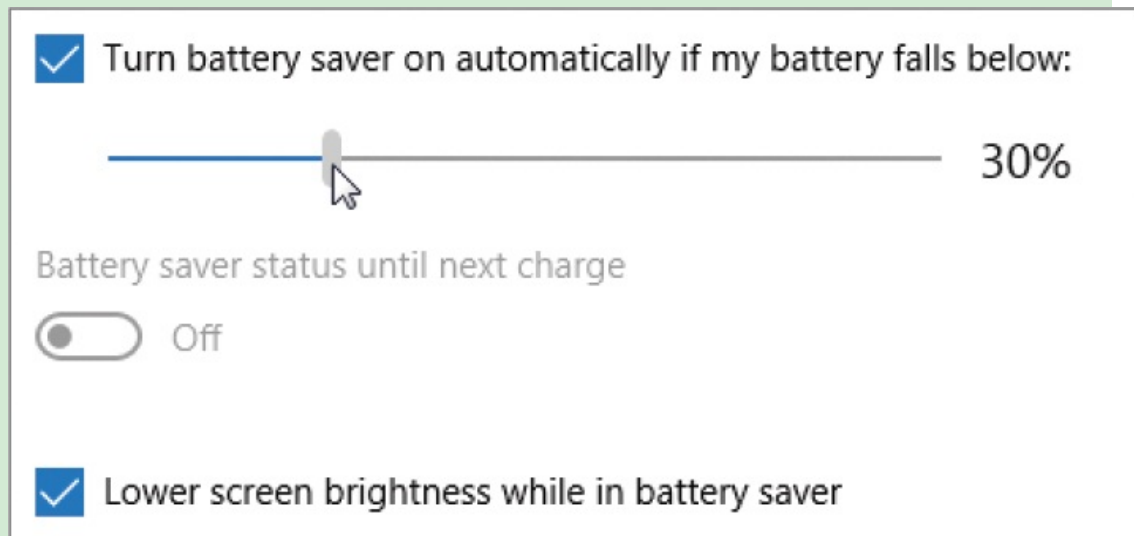 Turn battery saver on automatically if my battery falls below:
30%
Battery saver status until next charge
Off
Lower screen brightness while in battery saver